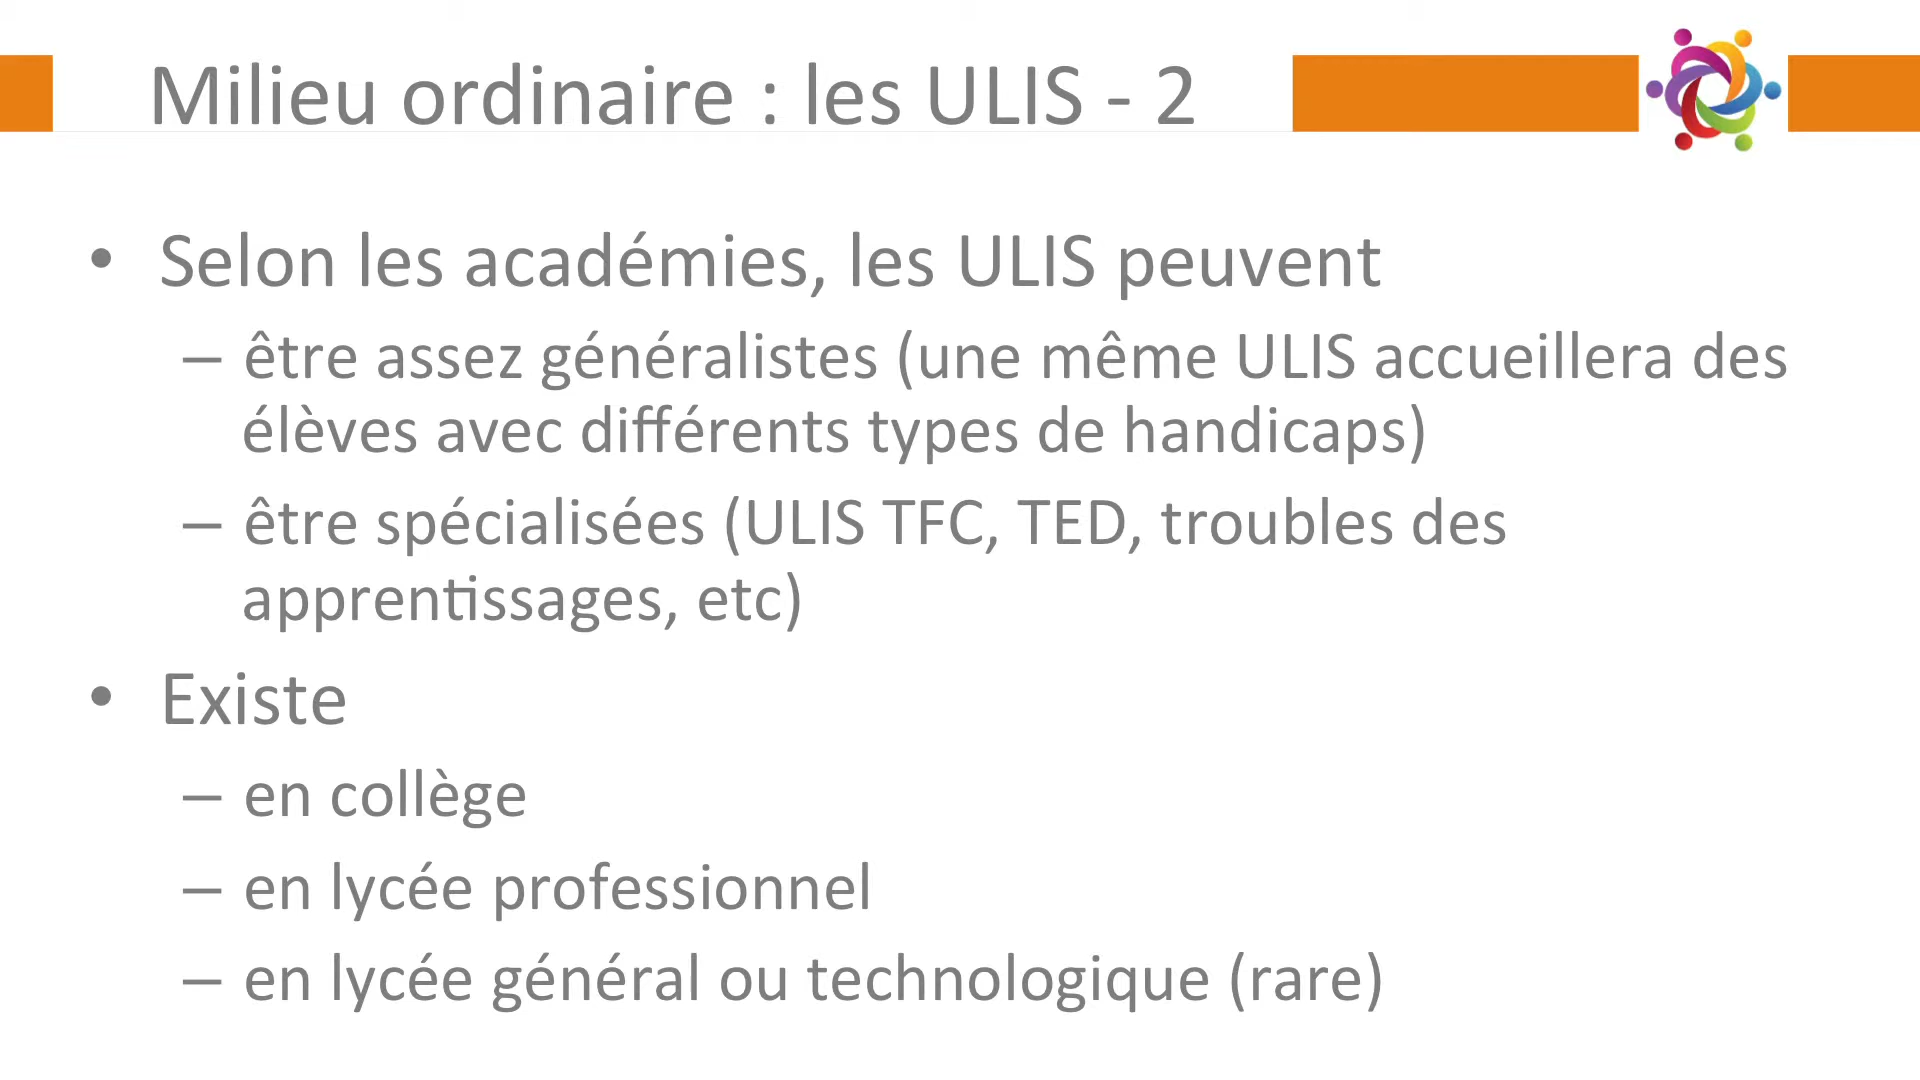 Milieu ordinaire : les ULIS - 2
• Selon les académies, les ULIS peuvent
– être assez généralistes (une même ULIS accueillera des
élèves avec différents types de handicaps)
– être spécialisées (ULIS TFC, TED, troubles des
apprentissages, etc)
• Existe
– en collège
– en lycée professionnel
– en lycée général ou technologique (rare)